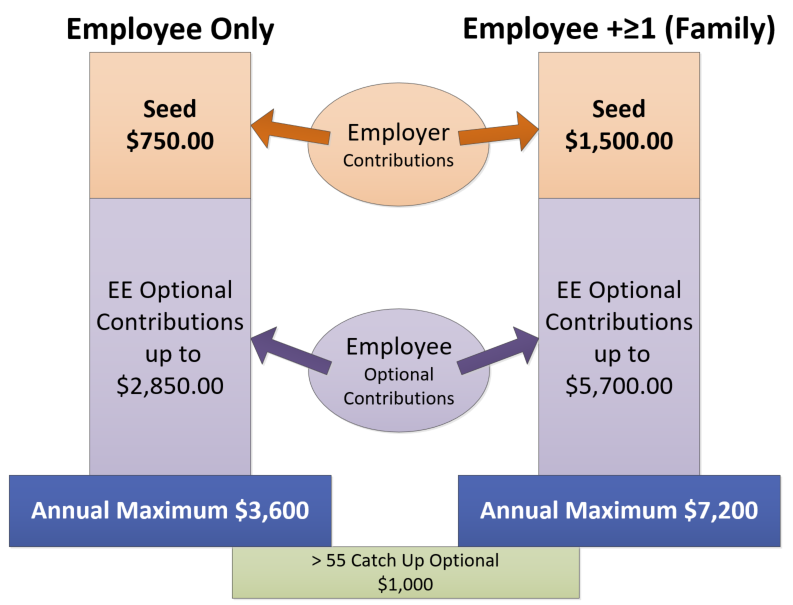 Employee Only
Employee +≥1 (Family)
Seed
$750.00
Employer
Contributions
Seed
$1,500.00
EE Optional
Contributions
up to
$2,850.00
Employee
Optional
Contributions
EE Optional
Contributions
up to
$5,700.00
Annual Maximum $3,600
Annual Maximum $7,200
> 55 Catch Up Optional
$1,000